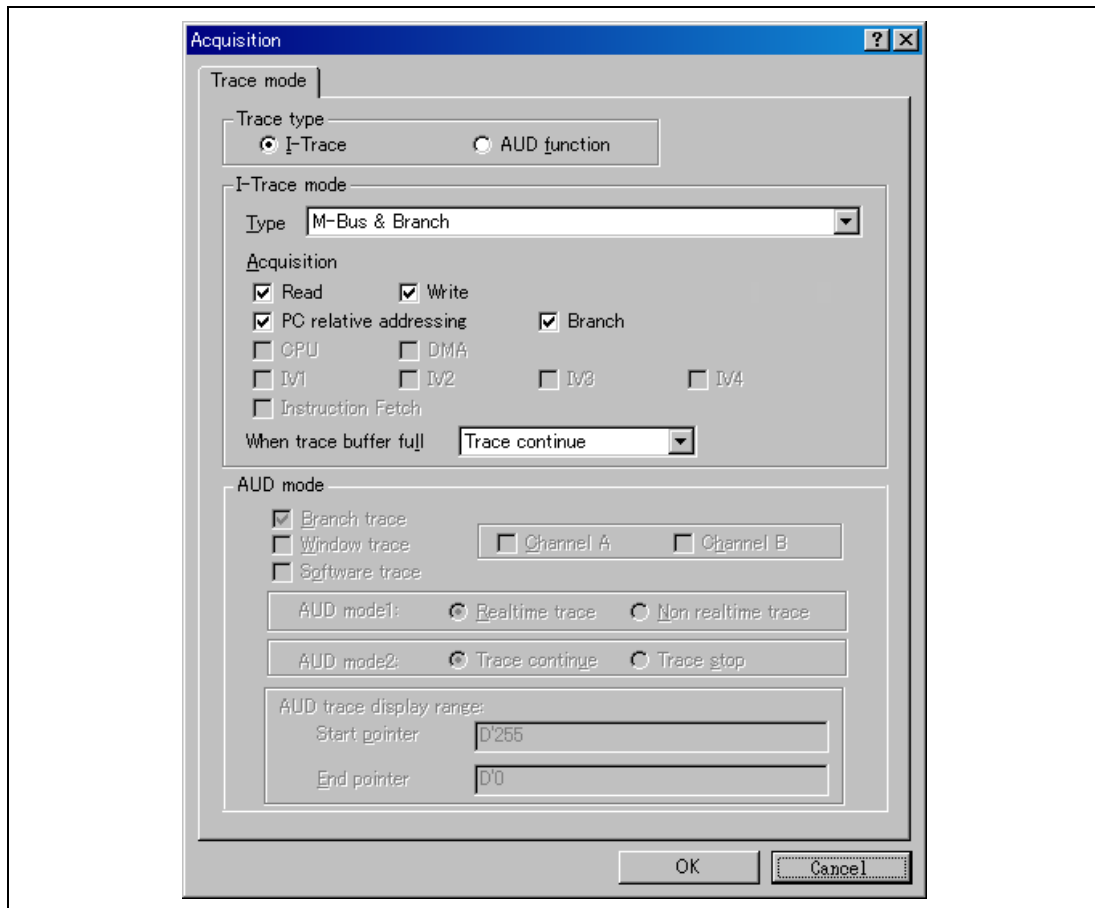 Acquisition
Trace mode
Trace type
I-Trace AUD function
I-Trace mode
Type M-Bus & Branch
Acquisition
Read Write
PC relative addressing Branch
CPU DMA
IV1 IV2 IV3 IV4
Instruction Fetch
When trace buffer full Trace continue
AUD mode
Branch trace
Window trace Channel A Channel B
Software trace
AUD mode1: Realtime trace Non realtime trace
AUD mode2: Trace continue Trace stop
AUD trace display range:
Start pointer D'255
End pointer D'0
OK Cancel